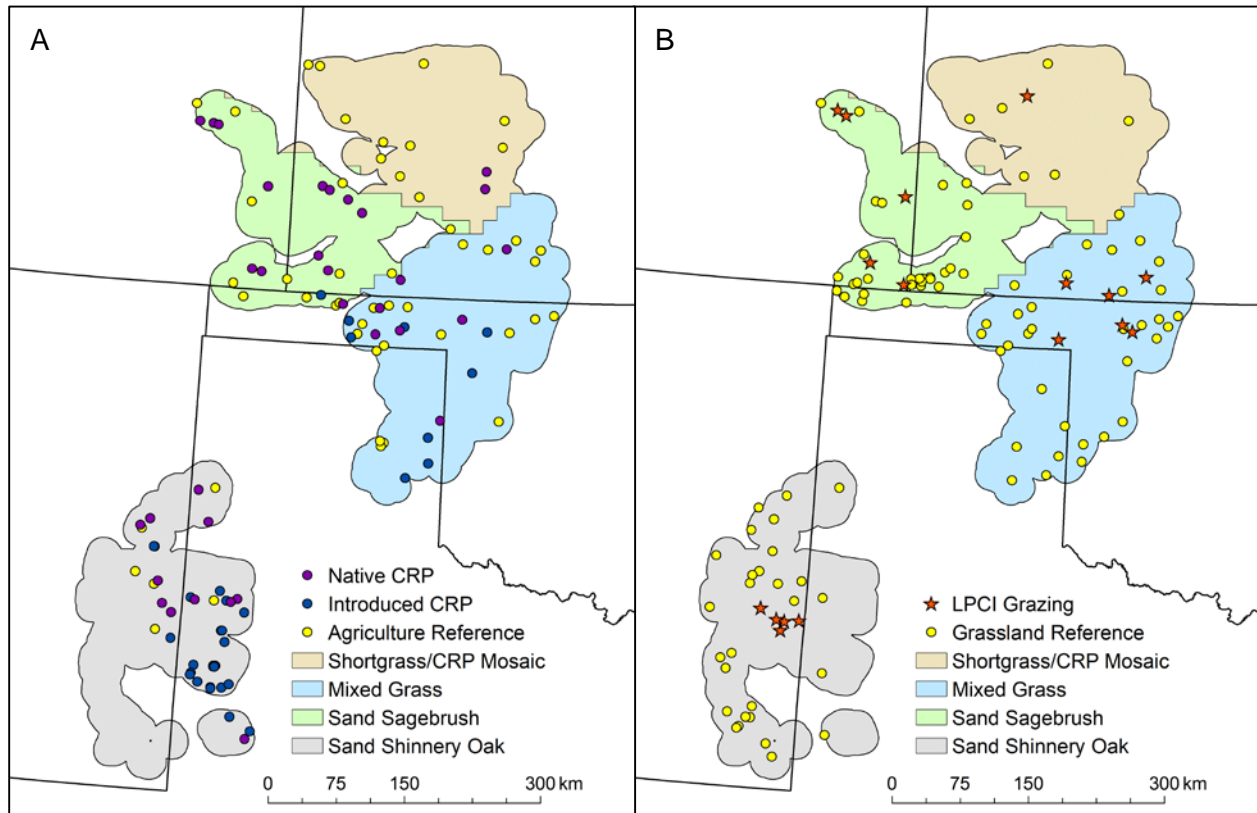 A
Native CRP
Introduced CRP
Agriculture Reference
Shortgrass/CRP Mosaic
Mixed Grass
Sand Sagebrush
Sand Shinnery Oak
0 75 150 300 km
B
LPCI Grazing
Grassland Reference
Shortgrass/CRP Mosaic
Mixed Grass
Sand Sagebrush
Sand Shinnery Oak
0 75 150 300 km